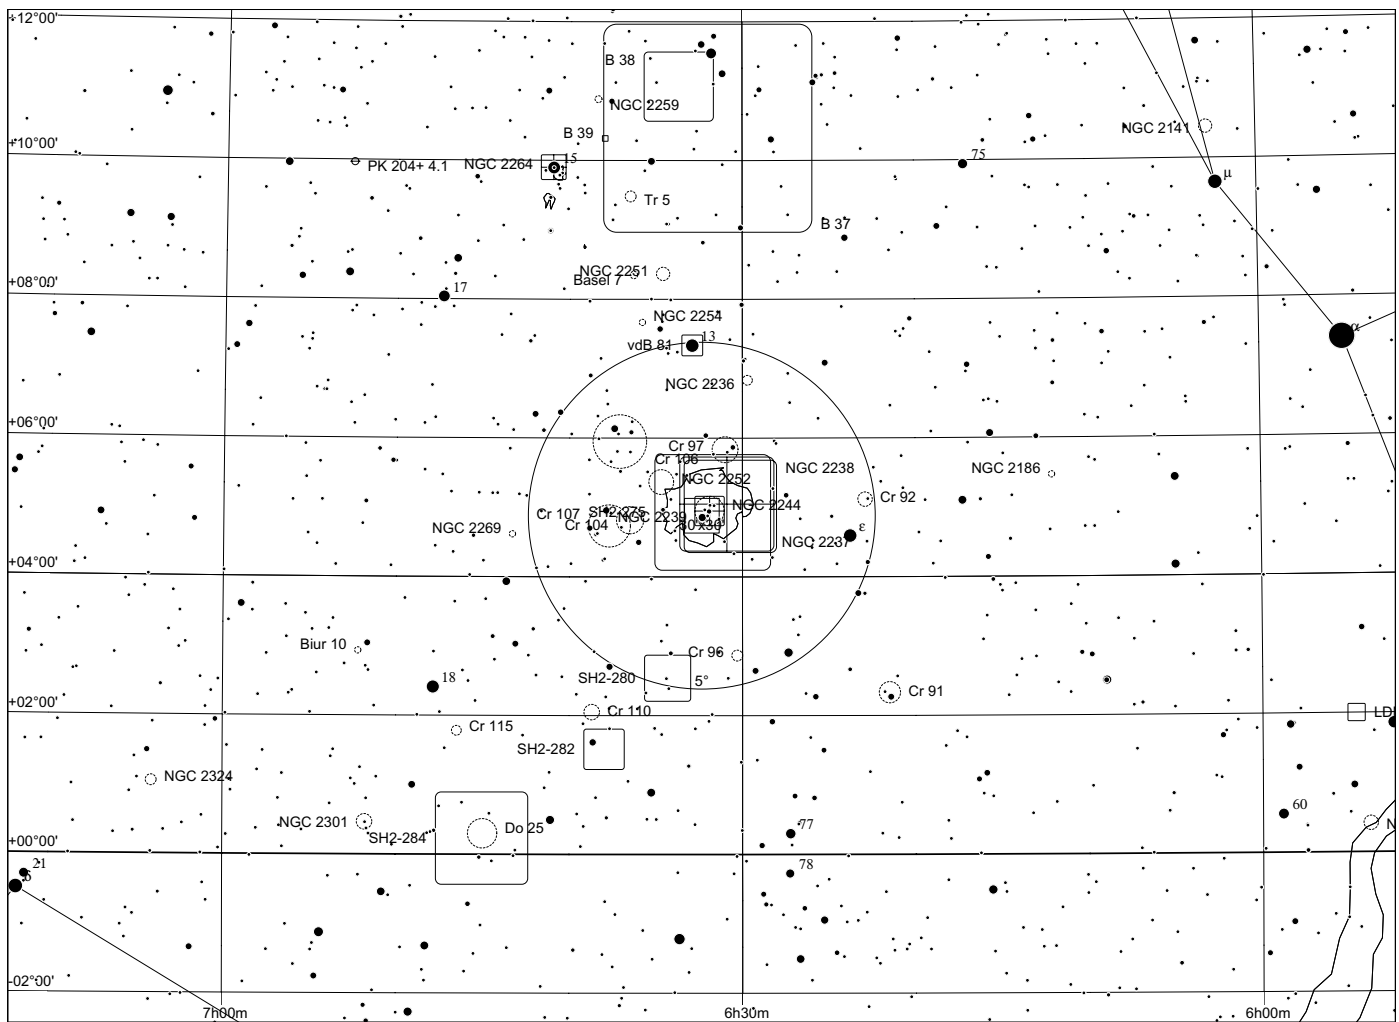 +12°00'
B 38
NGC 2259
NGC 2141
B 39
+10°00'
PK 204+ 4.1
NGC 2264
15
75
μ
Tr 5
B 37
NGC 2251
Basel 7
+08°00'
17
NGC 2254
vdB 81
13
α
NGC 2236
+06°00'
Cr 97
Cr 106
NGC 2238
NGC 2186
NGC 2252
Cr 92
NGC 2244
Cr 107
SH2-275
NGC 2239
Cr 104
30'x30'
NGC 2269
ε
NGC 2237
+04°00'
Biur 10
Cr 96
SH2-280
5°
18
Cr 91
+02°00'
Cr 110
LD
Cr 115
SH2-282
NGC 2324
60
NGC 2301
Do 25
77
N
SH2-284
+00°00'
21
78
-02°00'
7h00m
6h30m
6h00m